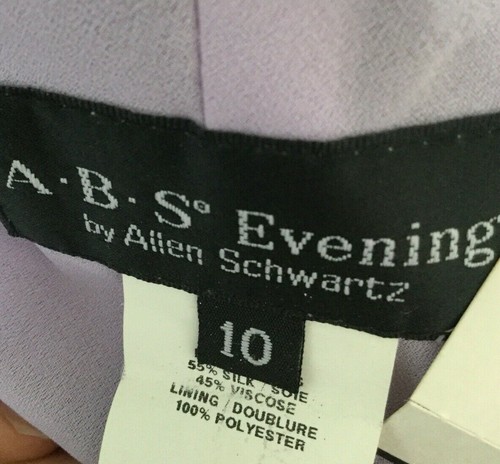 A·B·S® Evening
by Allen Schwartz
10
55% SILK / SOIE
45% VISCOSE
LINING / DOUBLURE
100% POLYESTER